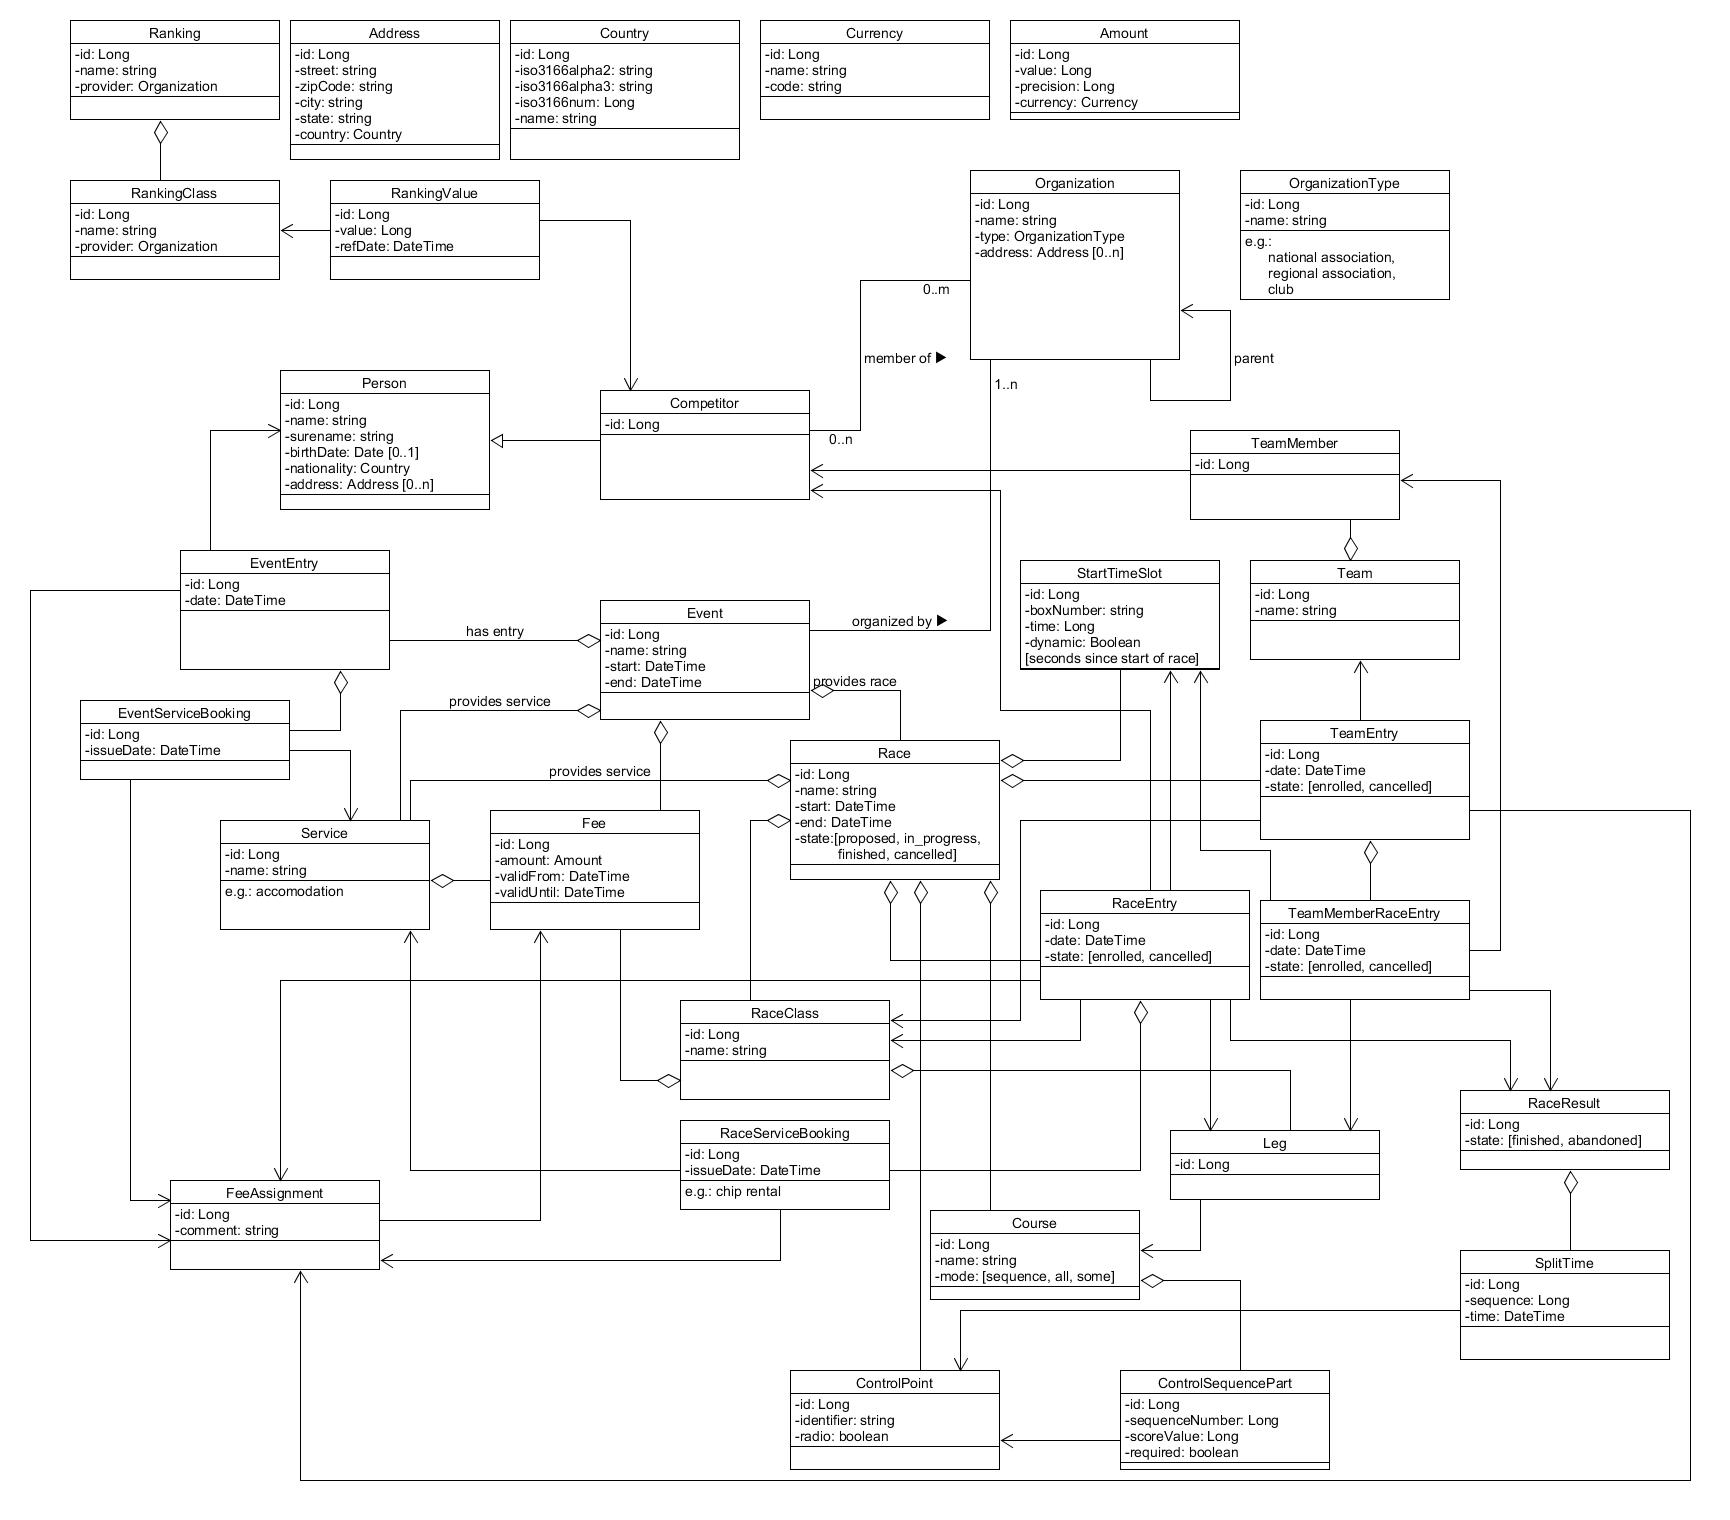 Ranking
-id: Long
-name: string
-provider: Organization
Address
-id: Long
-street: string
-zipCode: string
-city: string
-state: string
-country: Country
Country
-id: Long
-iso3166alpha2: string
-iso3166alpha3: string
-iso3166num: Long
-name: string
Currency
-id: Long
-name: string
-code: string
Amount
-id: Long
-value: Long
-precision: Long
-currency: Currency
RankingClass
-id: Long
-name: string
-provider: Organization
RankingValue
-id: Long
-value: Long
-refDate: DateTime
Organization
-id: Long
-name: string
-type: OrganizationType
-address: Address [0..n]
OrganizationType
-id: Long
-name: string
e.g.:
national association,
regional association,
club
0..m
member of ▶
parent
1..n
0..n
Person
-id: Long
-name: string
-surename: string
-birthDate: Date [0..1]
-nationality: Country
-address: Address [0..n]
Competitor
-id: Long
TeamMember
-id: Long
EventEntry
-id: Long
-date: DateTime
has entry
Event
-id: Long
-name: string
-start: DateTime
-end: DateTime
organized by ▶
provides race
provides service
StartTimeSlot
-id: Long
-boxNumber: string
-time: Long
-dynamic: Boolean
[seconds since start of race]
Team
-id: Long
-name: string
EventServiceBooking
-id: Long
-issueDate: DateTime
provides service
Race
-id: Long
-name: string
-start: DateTime
-end: DateTime
-state:[proposed, in_progress,
finished, cancelled]
TeamEntry
-id: Long
-date: DateTime
-state: [enrolled, cancelled]
Service
-id: Long
-name: string
e.g.: accomodation
Fee
-id: Long
-amount: Amount
-validFrom: DateTime
-validUntil: DateTime
RaceEntry
-id: Long
-date: DateTime
-state: [enrolled, cancelled]
TeamMemberRaceEntry
-id: Long
-date: DateTime
-state: [enrolled, cancelled]
RaceClass
-id: Long
-name: string
RaceResult
-id: Long
-state: [finished, abandoned]
RaceServiceBooking
-id: Long
-issueDate: DateTime
e.g.: chip rental
Leg
-id: Long
FeeAssignment
-id: Long
-comment: string
Course
-id: Long
-name: string
-mode: [sequence, all, some]
SplitTime
-id: Long
-sequence: Long
-time: DateTime
ControlPoint
-id: Long
-identifier: string
-radio: boolean
ControlSequencePart
-id: Long
-sequenceNumber: Long
-scoreValue: Long
-required: boolean